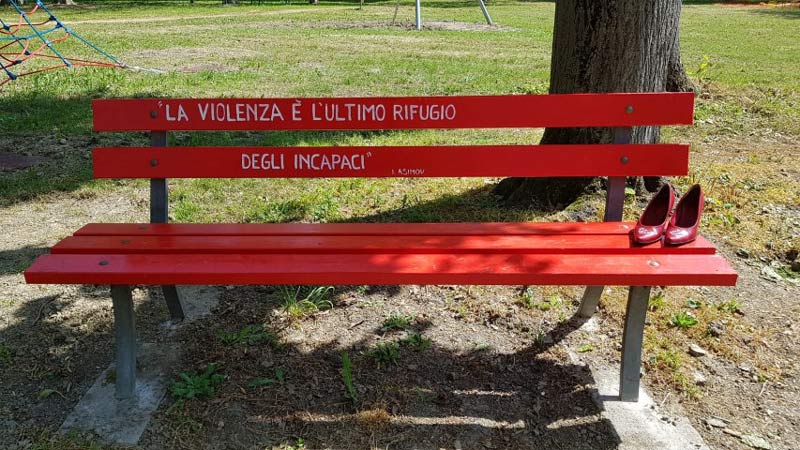 "LA VIOLENZA È L'ULTIMO RIFUGIO
DEGLI INCAPACI"
I. ASIMOV